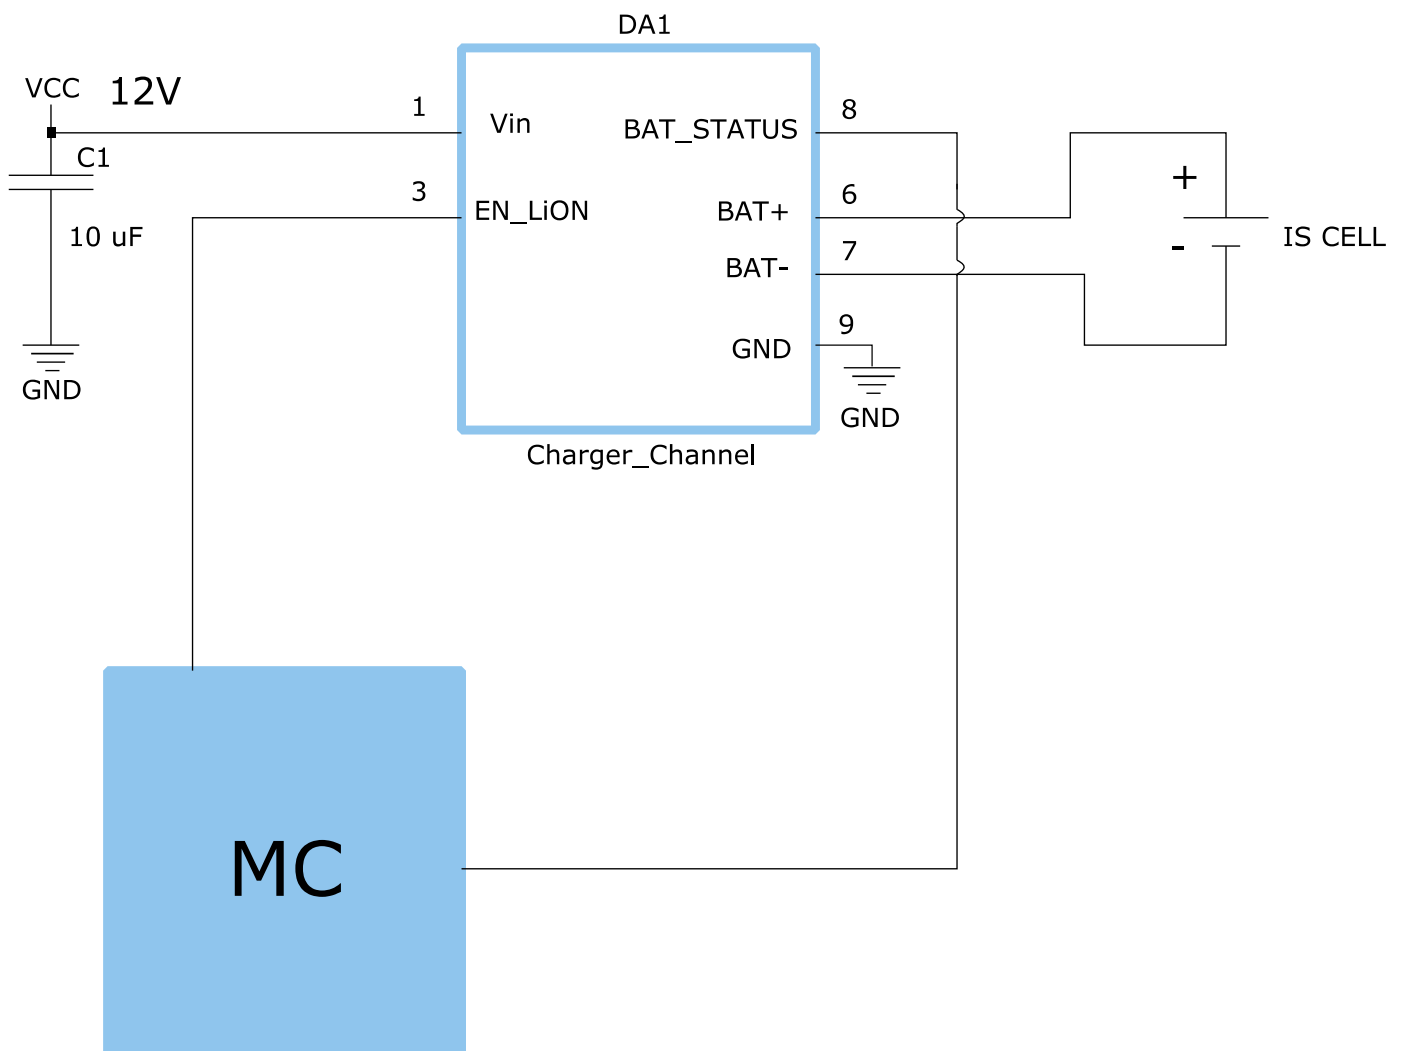 DA1
VCC 12V
1
Vin
BAT_STATUS
8
C1
3
EN_LiON
BAT+
6
+
10 uF
BAT-
7
-
IS CELL
GND
9
GND
GND
Charger_Channel
MC